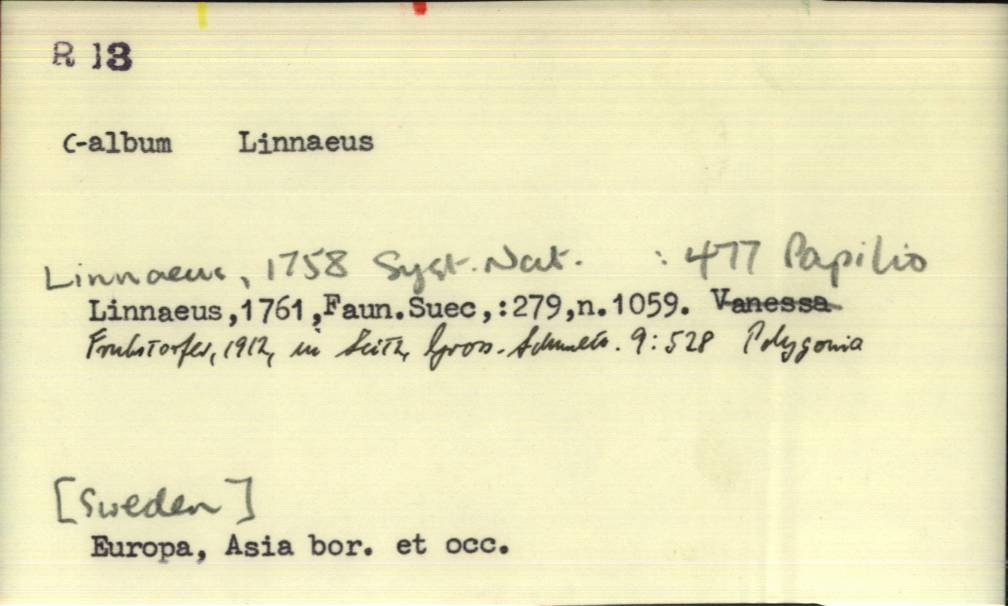 R 13
C-album Linnaeus
Linnaeus, 1758 Syst. Nat. : 477 Papilio
Linnaeus,1761,Faun.Suec,:279,n.1059. Vanessa
Fruhstorfer, 1912, in Seitz, Gross-Schmett. 9:528 Polygonia
[Sweden]
Europa, Asia bor. et occ.